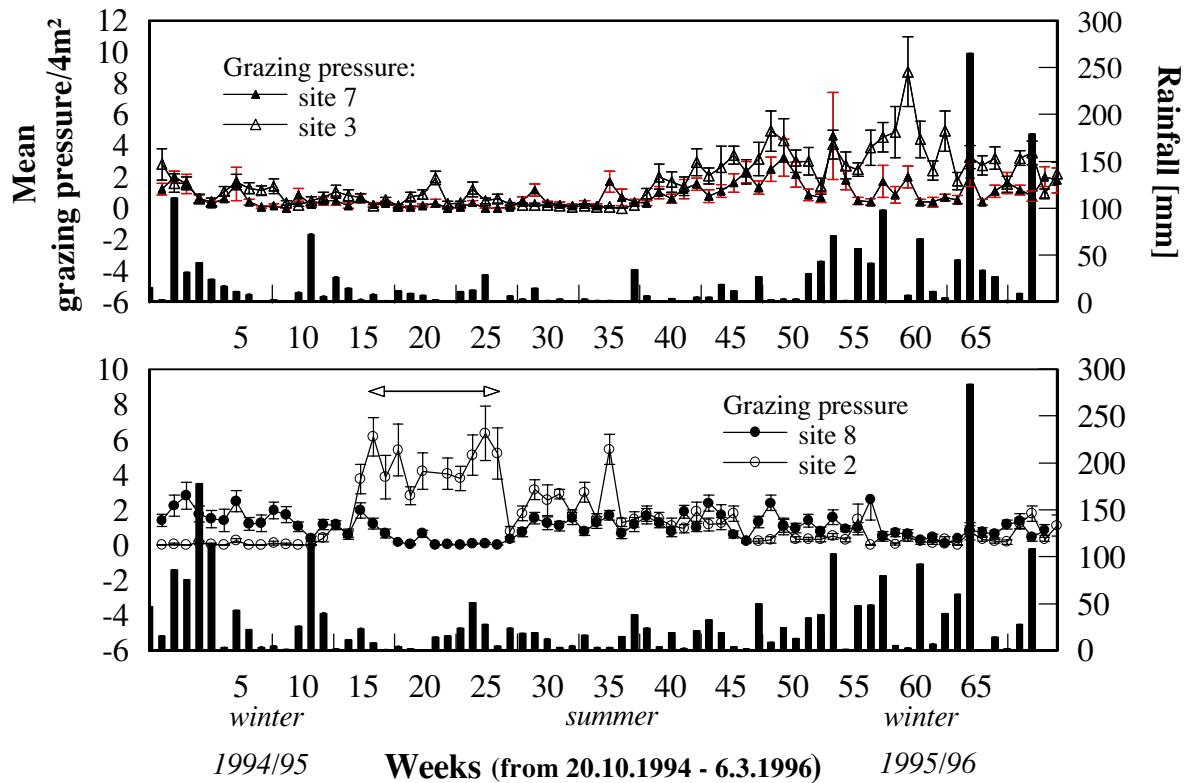 12
10
8
6
4
2
0
-2
-4
-6
Mean
grazing pressure/4m²
Grazing pressure:
site 7
site 3
300
250
200
150
100
50
0
Rainfall [mm]
5 10 15 20 25 30 35 40 45 50 55 60 65
10
8
6
4
2
0
-2
-4
-6
Grazing pressure
site 8
site 2
300
250
200
150
100
50
0
5 10 15 20 25 30 35 40 45 50 55 60 65
winter summer winter
1994/95 Weeks (from 20.10.1994 - 6.3.1996) 1995/96